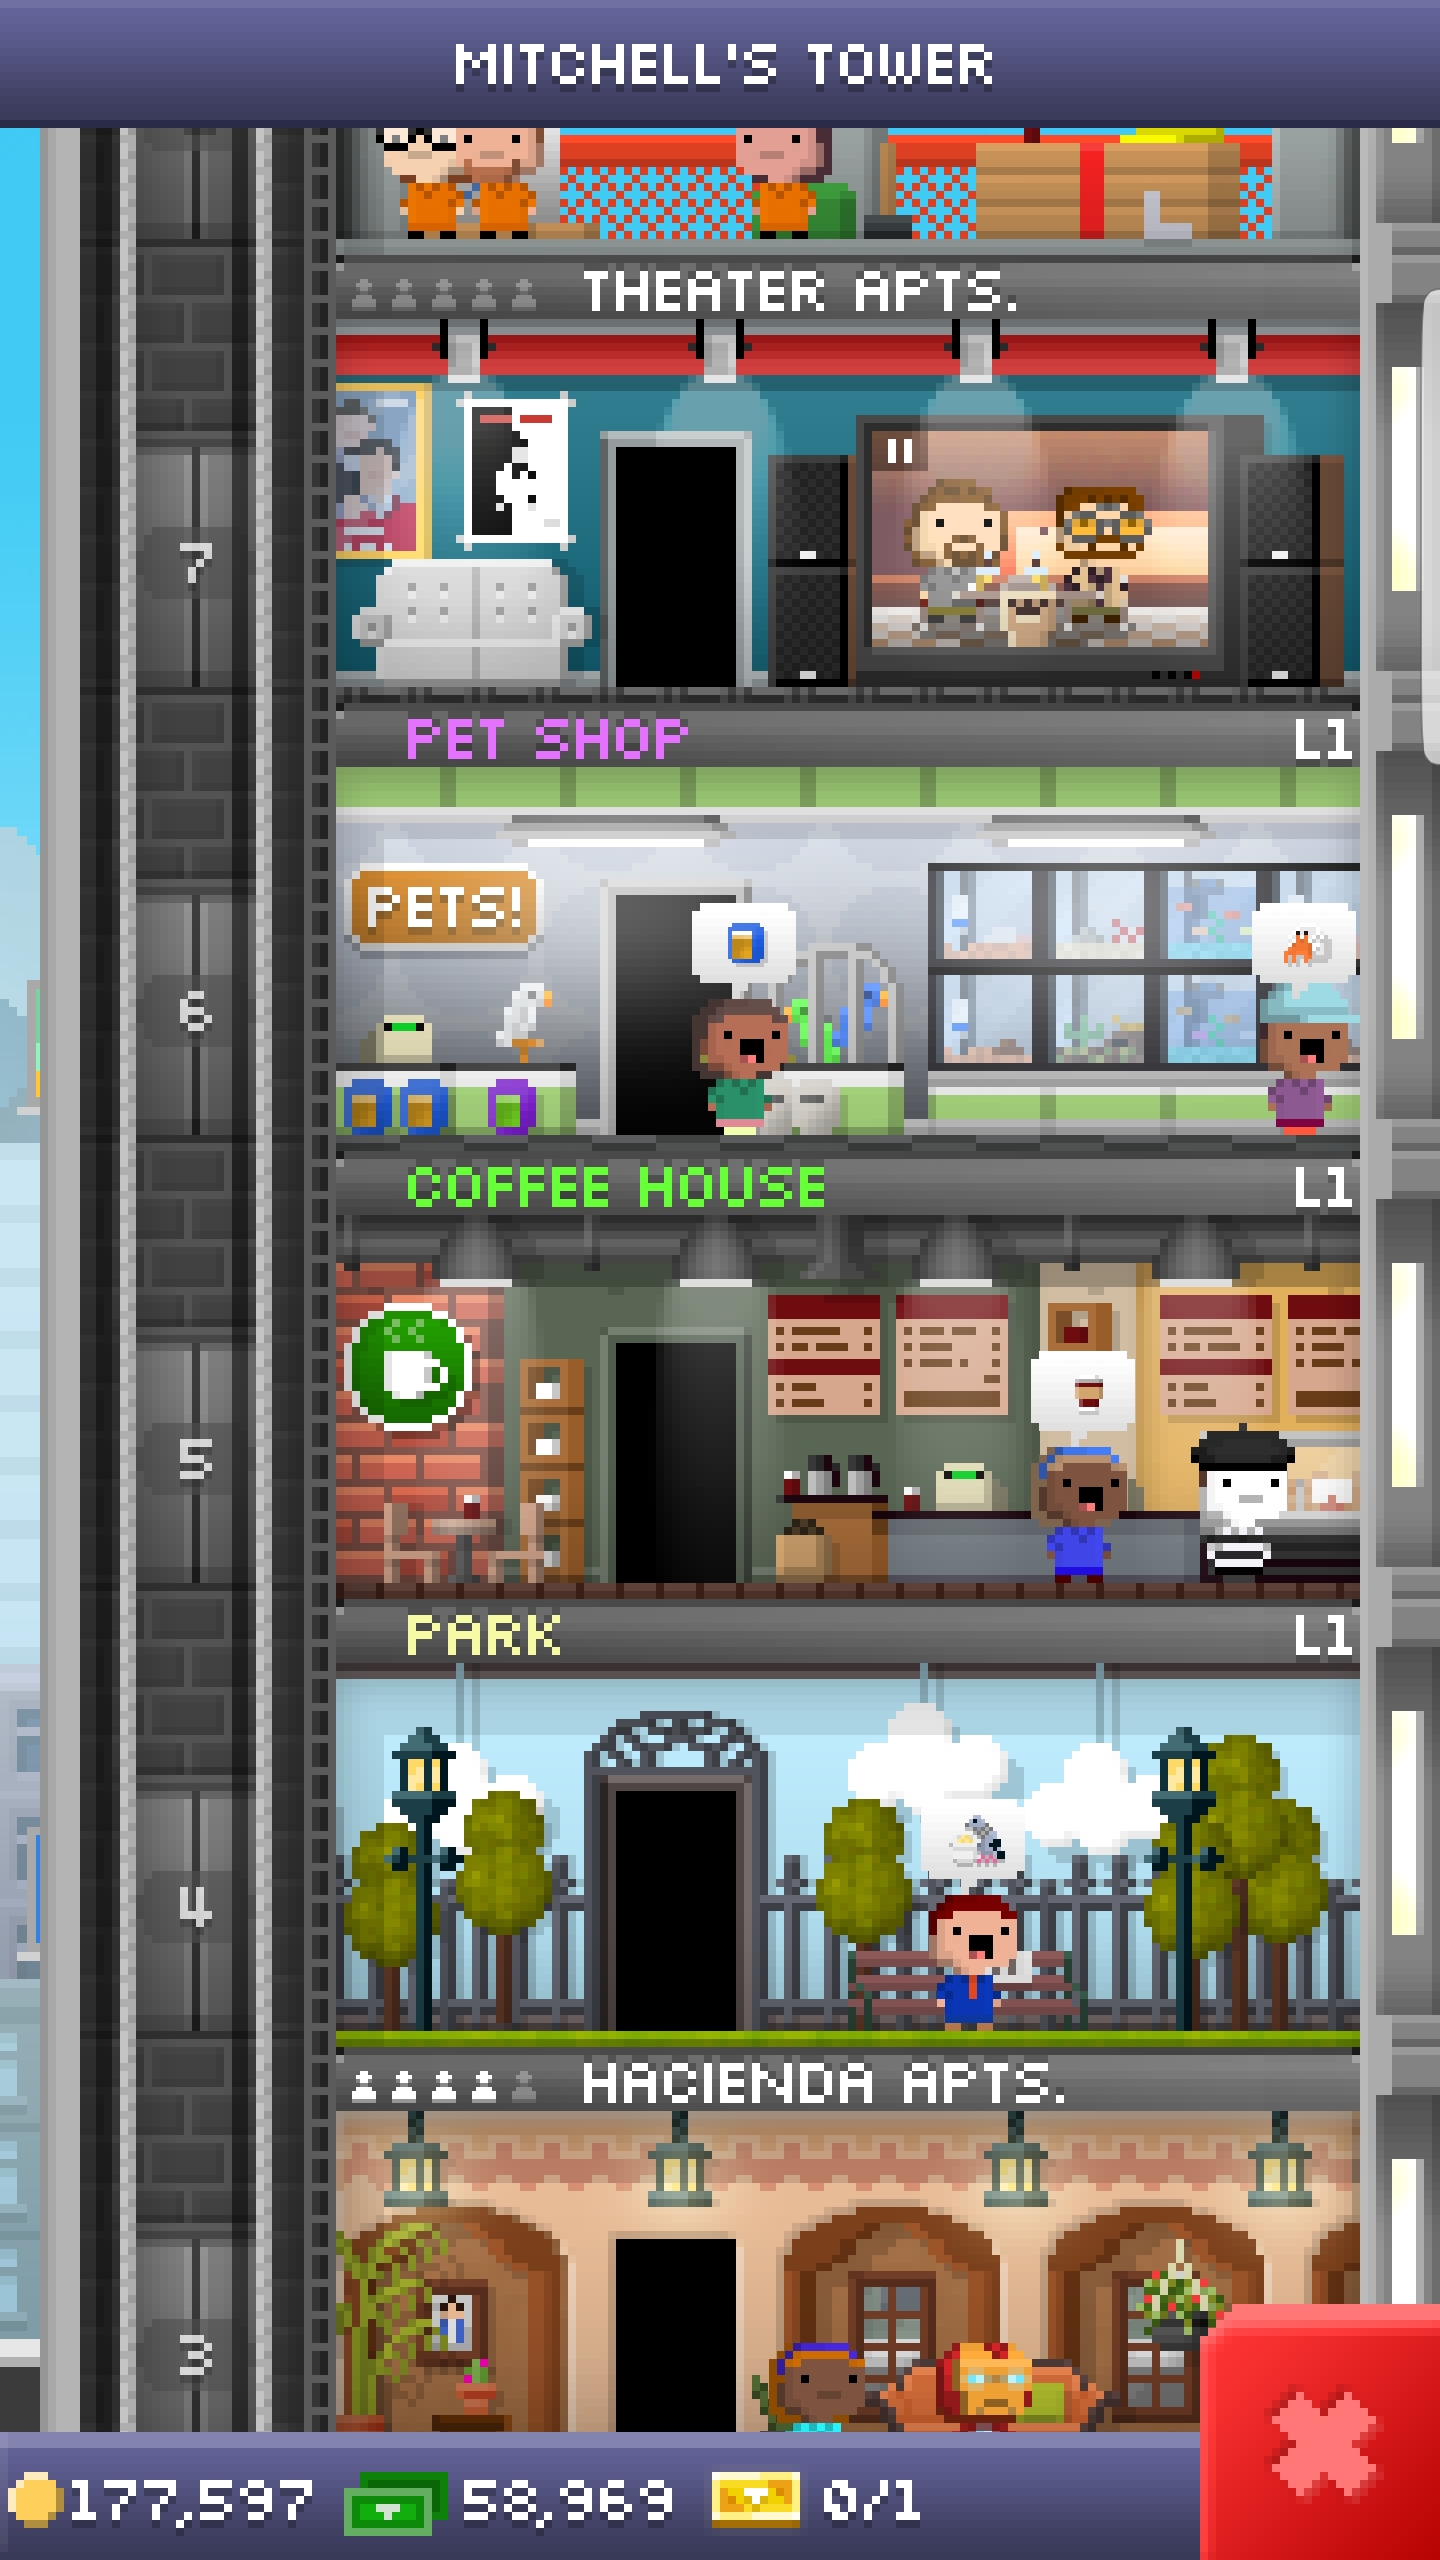 MITCHELL'S TOWER
THEATER APTS.
7
PET SHOP L1
PETS!
6
COFFEE HOUSE L1
5
PARK L1
4
HACIENDA APTS.
3
177,597 58,969 0/1